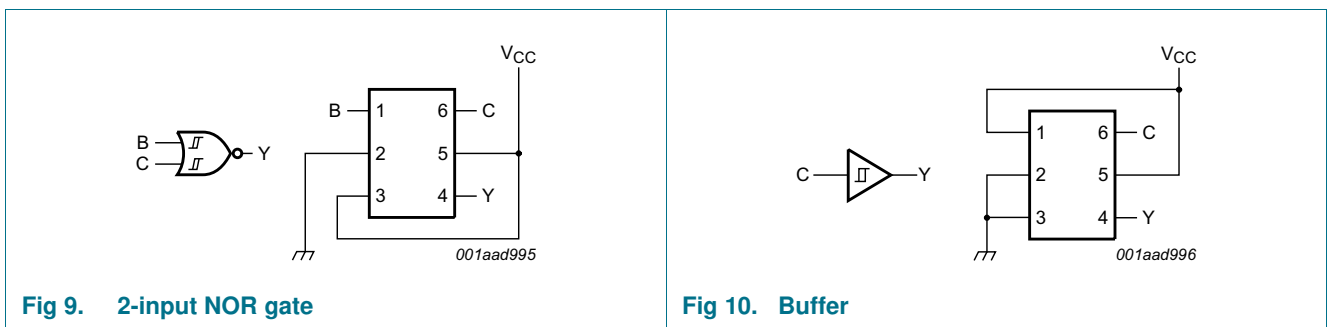 VCC
B 1 6 C
B
C Y
2 5
3 4 Y
001aad995
Fig 9. 2-input NOR gate
VCC
1 6 C
C Y
2 5
3 4 Y
001aad996
Fig 10. Buffer